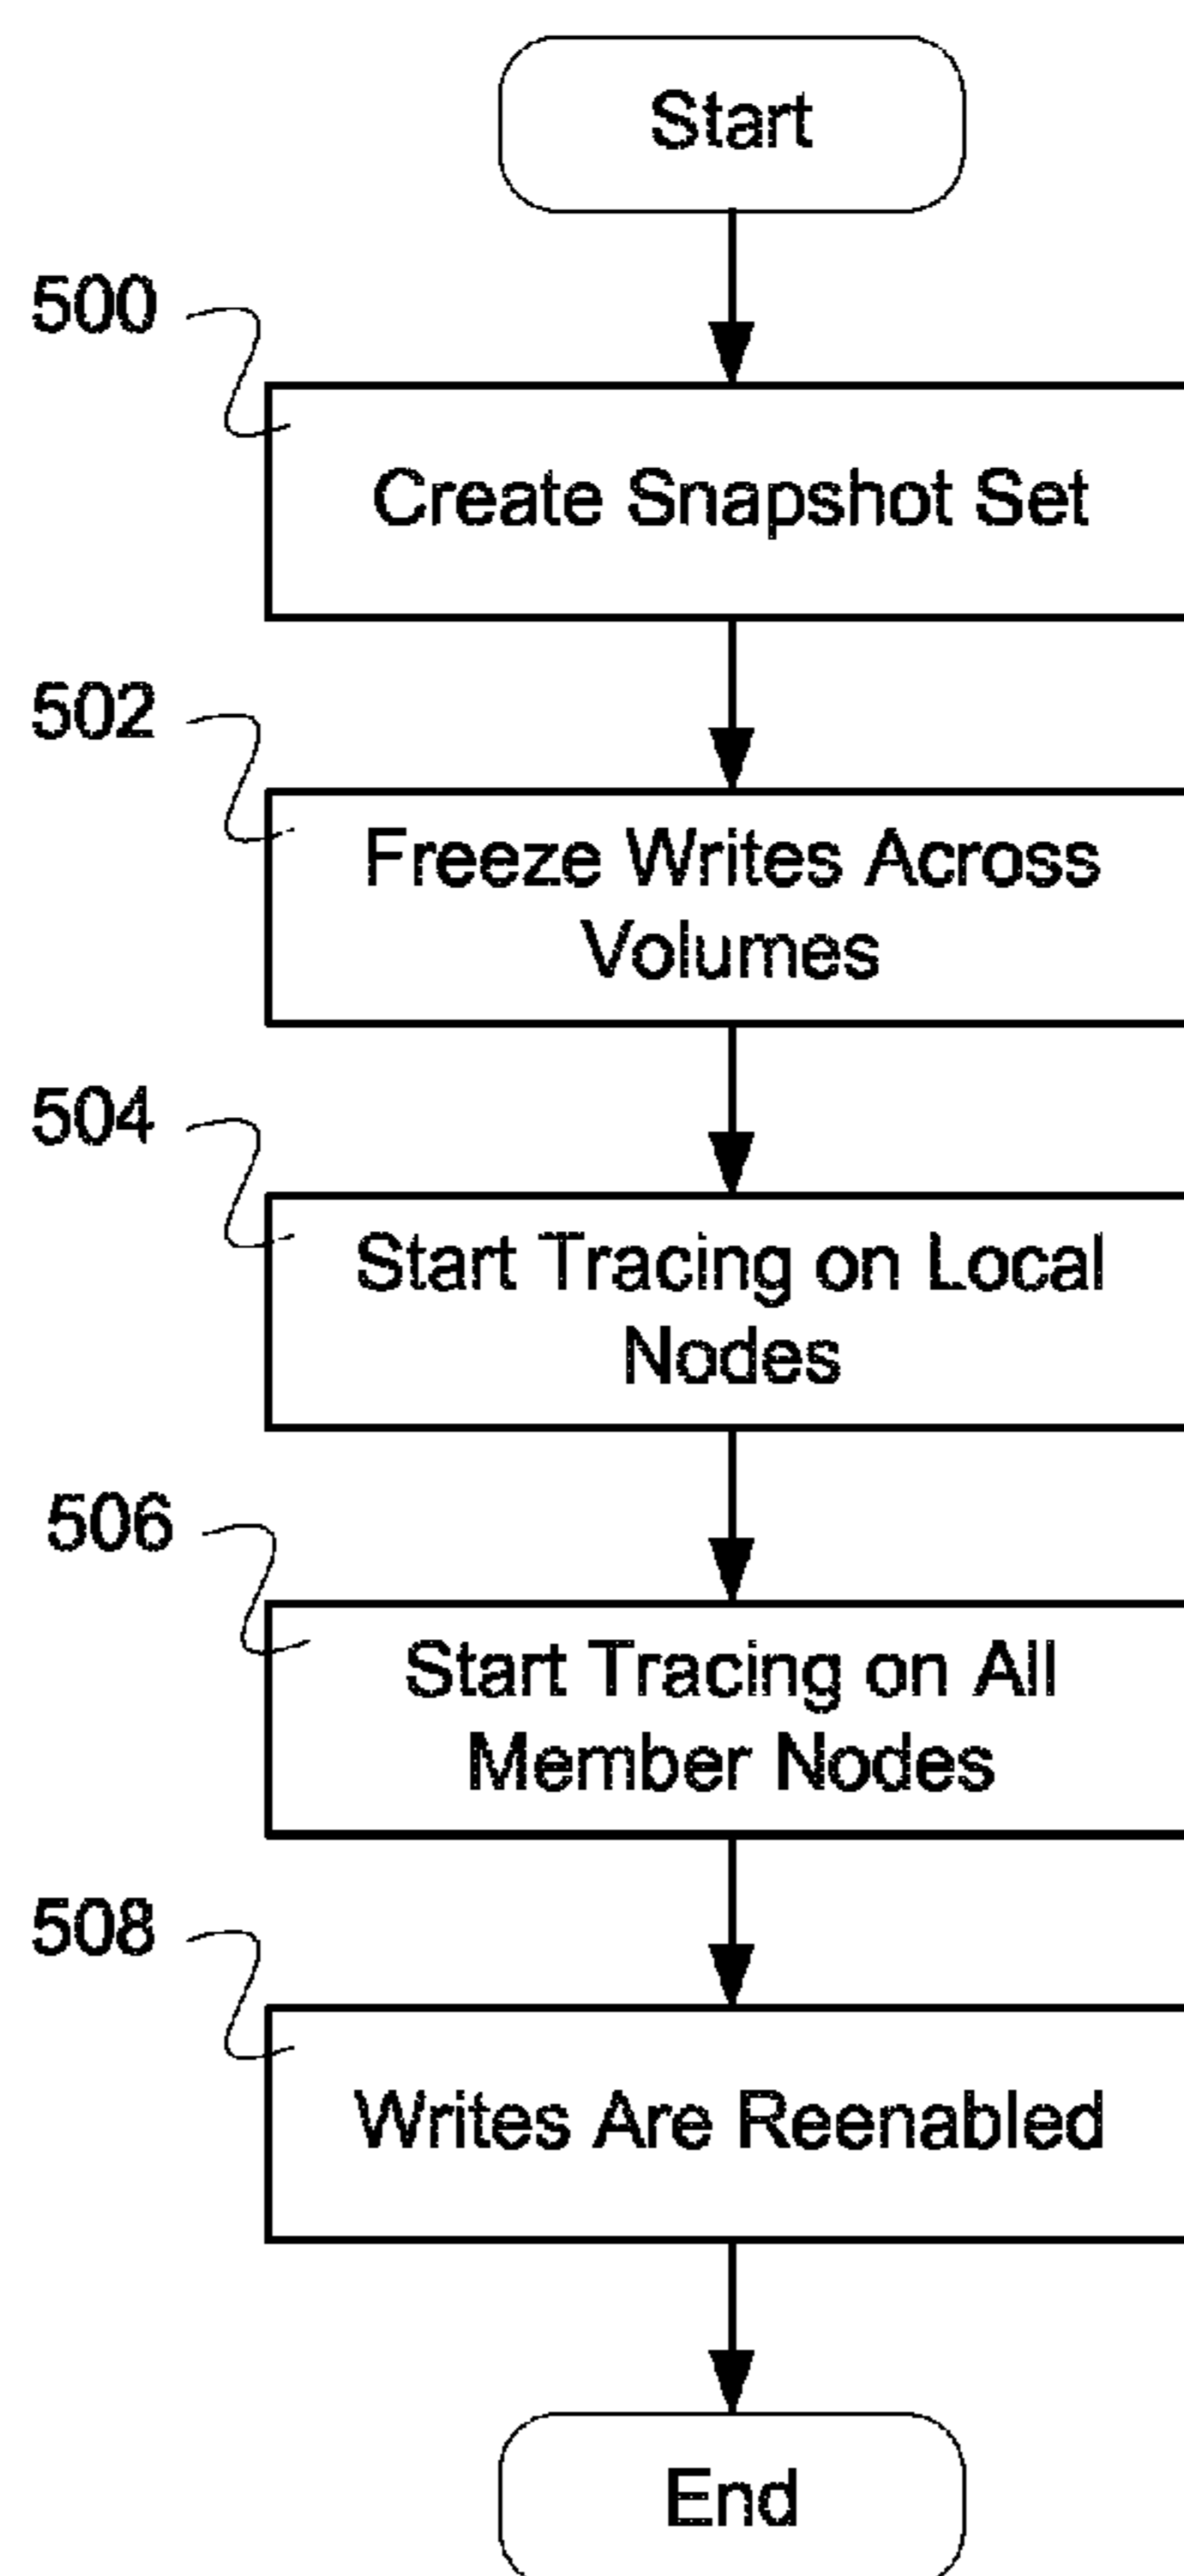 Start
500
Create Snapshot Set
502
Freeze Writes Across
Volumes
504
Start Tracing on Local
Nodes
506
Start Tracing on All
Member Nodes
508
Writes Are Reenabled
End